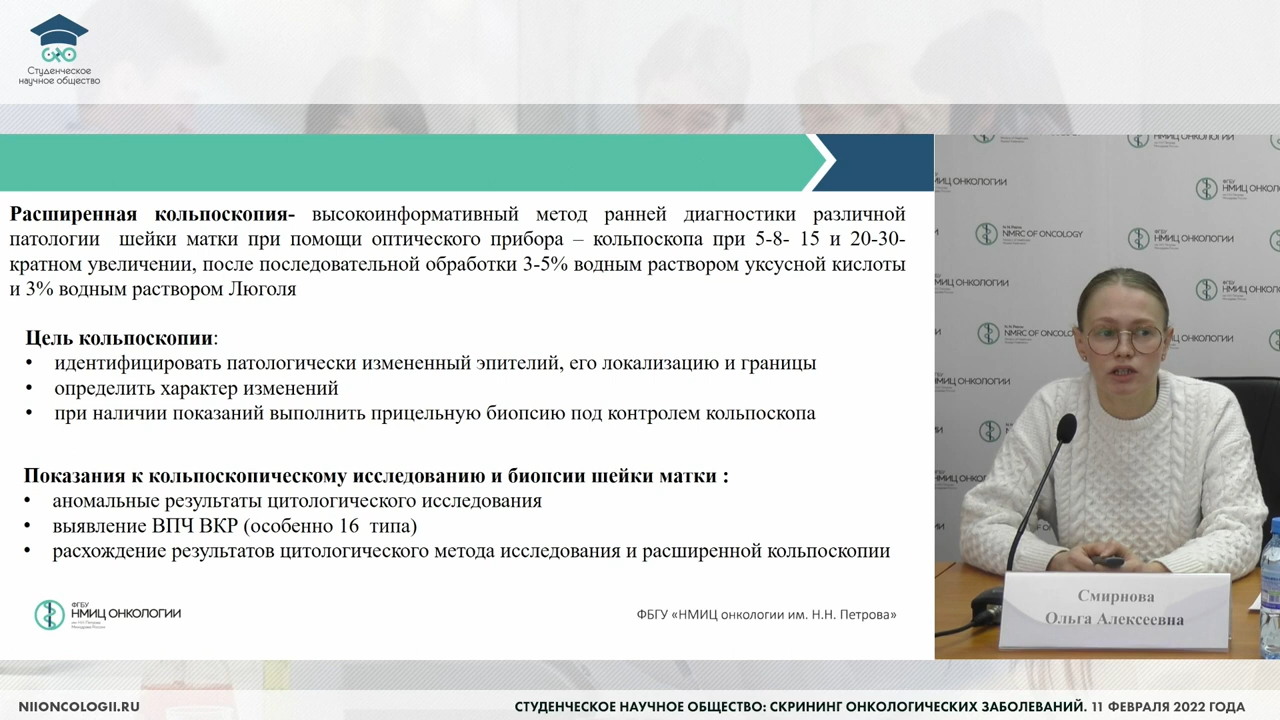 Студенческое
научное общество
Расширенная кольпоскопия- высокоинформативный метод ранней диагностики различной
патологии шейки матки при помощи оптического прибора – кольпоскопа при 5-8- 15 и 20-30-
кратном увеличении, после последовательной обработки 3-5% водным раствором уксусной кислоты
и 3% водным раствором Люголя
Цель кольпоскопии:
• идентифицировать патологически измененный эпителий, его локализацию и границы
• определить характер изменений
• при наличии показаний выполнить прицельную биопсию под контролем кольпоскопа
Показания к кольпоскопическому исследованию и биопсии шейки матки :
• аномальные результаты цитологического исследования
• выявление ВПЧ ВКР (особенно 16 типа)
• расхождение результатов цитологического метода исследования и расширенной кольпоскопии
ФГБУ
НМИЦ ОНКОЛОГИИ
ФБГУ «НМИЦ онкологии им. Н.Н. Петрова»
NMRC OF ONCOLOGY
Смирнова
Ольга Алексеевна
NIIONCOLOGII.RU
СТУДЕНЧЕСКОЕ НАУЧНОЕ ОБЩЕСТВО: СКРИНИНГ ОНКОЛОГИЧЕСКИХ ЗАБОЛЕВАНИЙ. 11 ФЕВРАЛЯ 2022 ГОДА